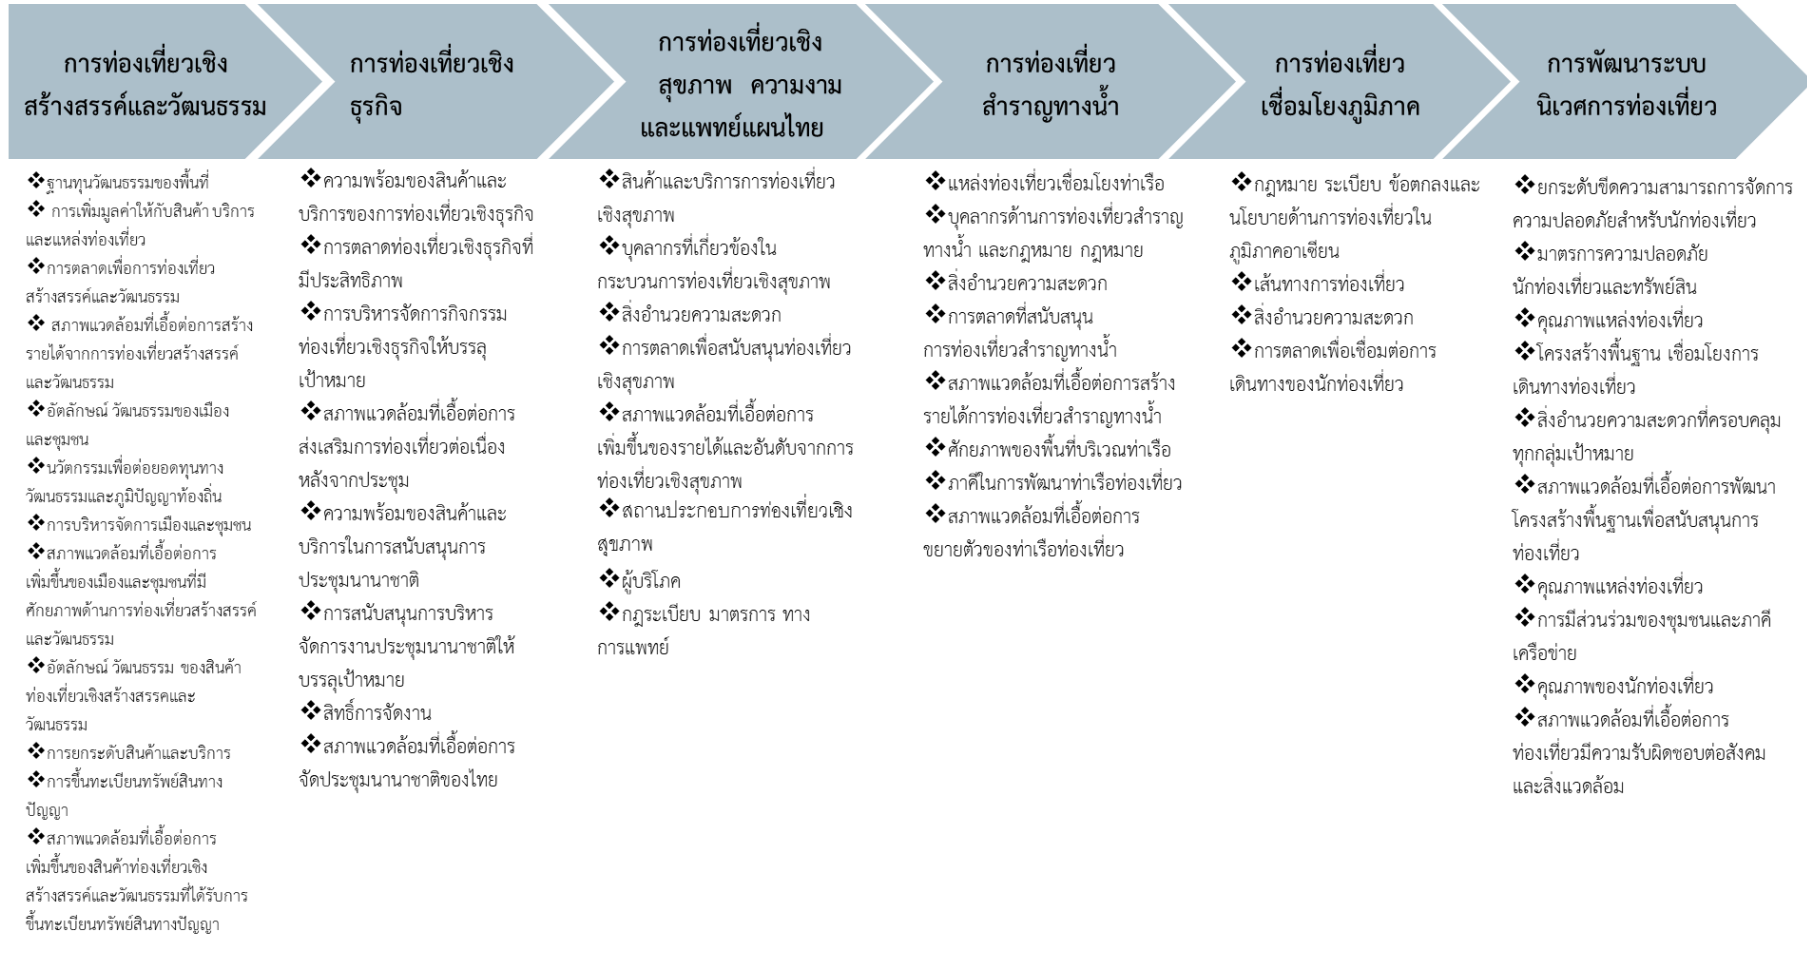 การท่องเที่ยวเชิง
สร้างสรรค์และวัฒนธรรม
❖ฐานทุนวัฒนธรรมของพื้นที่
❖ การเพิ่มมูลค่าให้กับสินค้า บริการ
และแหล่งท่องเที่ยว
❖การตลาดเพื่อการท่องเที่ยว
สร้างสรรค์และวัฒนธรรม
❖ สภาพแวดล้อมที่เอื้อต่อการสร้าง
รายได้จากการท่องเที่ยวสร้างสรรค์
และวัฒนธรรม
❖อัตลักษณ์ วัฒนธรรมของเมือง
และชุมชน
❖นวัตกรรมเพื่อต่อยอดทุนทาง
วัฒนธรรมและภูมิปัญญาท้องถิ่น
❖การบริหารจัดการเมืองและชุมชน
❖สภาพแวดล้อมที่เอื้อต่อการ
เพิ่มขึ้นของเมืองและชุมชนที่มี
ศักยภาพด้านการท่องเที่ยวสร้างสรรค์
และวัฒนธรรม
❖อัตลักษณ์ วัฒนธรรม ของสินค้า
ท่องเที่ยวเชิงสร้างสรรคและ
วัฒนธรรม
❖การยกระดับสินค้าและบริการ
❖การขึ้นทะเบียนทรัพย์สินทาง
ปัญญา
❖สภาพแวดล้อมที่เอื้อต่อการ
เพิ่มขึ้นของสินค้าท่องเที่ยวเชิง
สร้างสรรค์และวัฒนธรรมที่ได้รับการ
ขึ้นทะเบียนทรัพย์สินทางปัญญา
การท่องเที่ยวเชิง
ธุรกิจ
❖ความพร้อมของสินค้าและ
บริการของการท่องเที่ยวเชิงธุรกิจ
❖การตลาดท่องเที่ยวเชิงธุรกิจที่
มีประสิทธิภาพ
❖การบริหารจัดการกิจกรรม
ท่องเที่ยวเชิงธุรกิจให้บรรลุ
เป้าหมาย
❖สภาพแวดล้อมที่เอื้อต่อการ
ส่งเสริมการท่องเที่ยวต่อเนื่อง
หลังจากประชุม
❖ความพร้อมของสินค้าและ
บริการในการสนับสนุนการ
ประชุมนานาชาติ
❖การสนับสนุนการบริหาร
จัดการงานประชุมนานาชาติให้
บรรลุเป้าหมาย
❖สิทธิ์การจัดงาน
❖สภาพแวดล้อมที่เอื้อต่อการ
จัดประชุมนานาชาติของไทย
การท่องเที่ยวเชิง
สุขภาพ ความงาม
และแพทย์แผนไทย
❖สินค้าและบริการการท่องเที่ยว
เชิงสุขภาพ
❖บุคลากรที่เกี่ยวข้องใน
กระบวนการท่องเที่ยวเชิงสุขภาพ
❖สิ่งอำนวยความสะดวก
❖การตลาดเพื่อสนับสนุนท่องเที่ยว
เชิงสุขภาพ
❖สภาพแวดล้อมที่เอื้อต่อการ
เพิ่มขึ้นของรายได้และอันดับจากการ
ท่องเที่ยวเชิงสุขภาพ
❖สถานประกอบการท่องเที่ยวเชิง
สุขภาพ
❖ผู้บริโภค
❖กฎระเบียบ มาตรการ ทาง
การแพทย์
การท่องเที่ยว
สำราญทางน้ำ
❖แหล่งท่องเที่ยวเชื่อมโยงท่าเรือ
❖บุคลากรด้านการท่องเที่ยวสำราญ
ทางน้ำ และกฎหมาย กฎหมาย
❖สิ่งอำนวยความสะดวก
❖การตลาดที่สนับสนุน
การท่องเที่ยวสำราญทางน้ำ
❖สภาพแวดล้อมที่เอื้อต่อการสร้าง
รายได้การท่องเที่ยวสำราญทางน้ำ
❖ศักยภาพของพื้นที่บริเวณท่าเรือ
❖ภาคีในการพัฒนาท่าเรือท่องเที่ยว
❖สภาพแวดล้อมที่เอื้อต่อการ
ขยายตัวของท่าเรือท่องเที่ยว
การท่องเที่ยว
เชื่อมโยงภูมิภาค
❖กฎหมาย ระเบียบ ข้อตกลงและ
นโยบายด้านการท่องเที่ยวใน
ภูมิภาคอาเซียน
❖เส้นทางการท่องเที่ยว
❖สิ่งอำนวยความสะดวก
❖การตลาดเพื่อเชื่อมต่อการ
เดินทางของนักท่องเที่ยว
การพัฒนาระบบ
นิเวศการท่องเที่ยว
❖ยกระดับขีดความสามารถการจัดการ
ความปลอดภัยสำหรับนักท่องเที่ยว
❖มาตรการความปลอดภัย
นักท่องเที่ยวและทรัพย์สิน
❖คุณภาพแหล่งท่องเที่ยว
❖โครงสร้างพื้นฐาน เชื่อมโยงการ
เดินทางท่องเที่ยว
❖สิ่งอำนวยความสะดวกที่ครอบคลุม
ทุกกลุ่มเป้าหมาย
❖สภาพแวดล้อมที่เอื้อต่อการพัฒนา
โครงสร้างพื้นฐานเพื่อสนับสนุนการ
ท่องเที่ยว
❖คุณภาพแหล่งท่องเที่ยว
❖การมีส่วนร่วมของชุมชนและภาคี
เครือข่าย
❖คุณภาพของนักท่องเที่ยว
❖สภาพแวดล้อมที่เอื้อต่อการ
ท่องเที่ยวมีความรับผิดชอบต่อสังคม
และสิ่งแวดล้อม